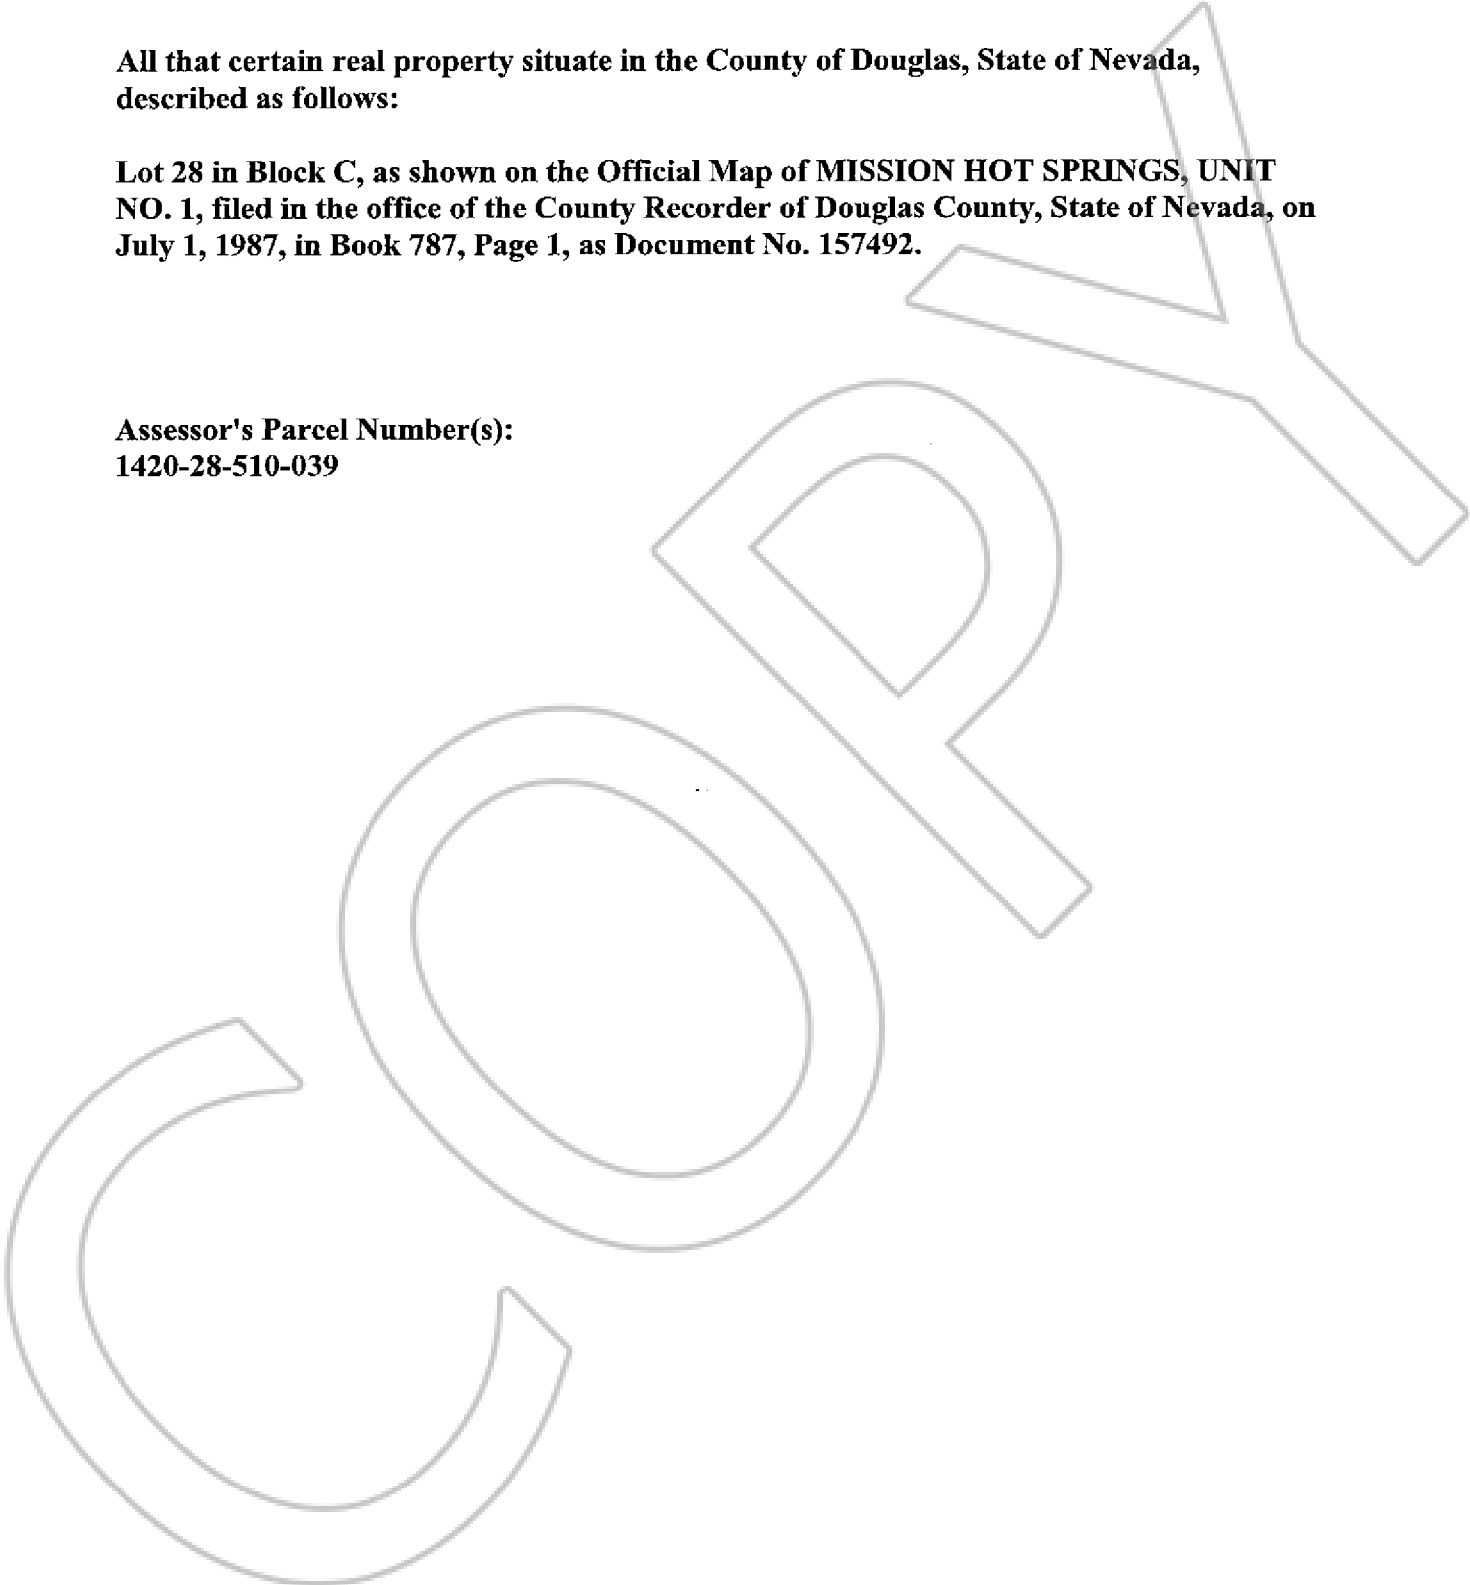 All that certain real property situate in the County of Douglas, State of Nevada,
described as follows:
Lot 28 in Block C, as shown on the Official Map of MISSION HOT SPRINGS, UNIT
NO. 1, filed in the office of the County Recorder of Douglas County, State of Nevada, on
July 1, 1987, in Book 787, Page 1, as Document No. 157492.
Assessor's Parcel Number(s):
1420-28-510-039
COPY